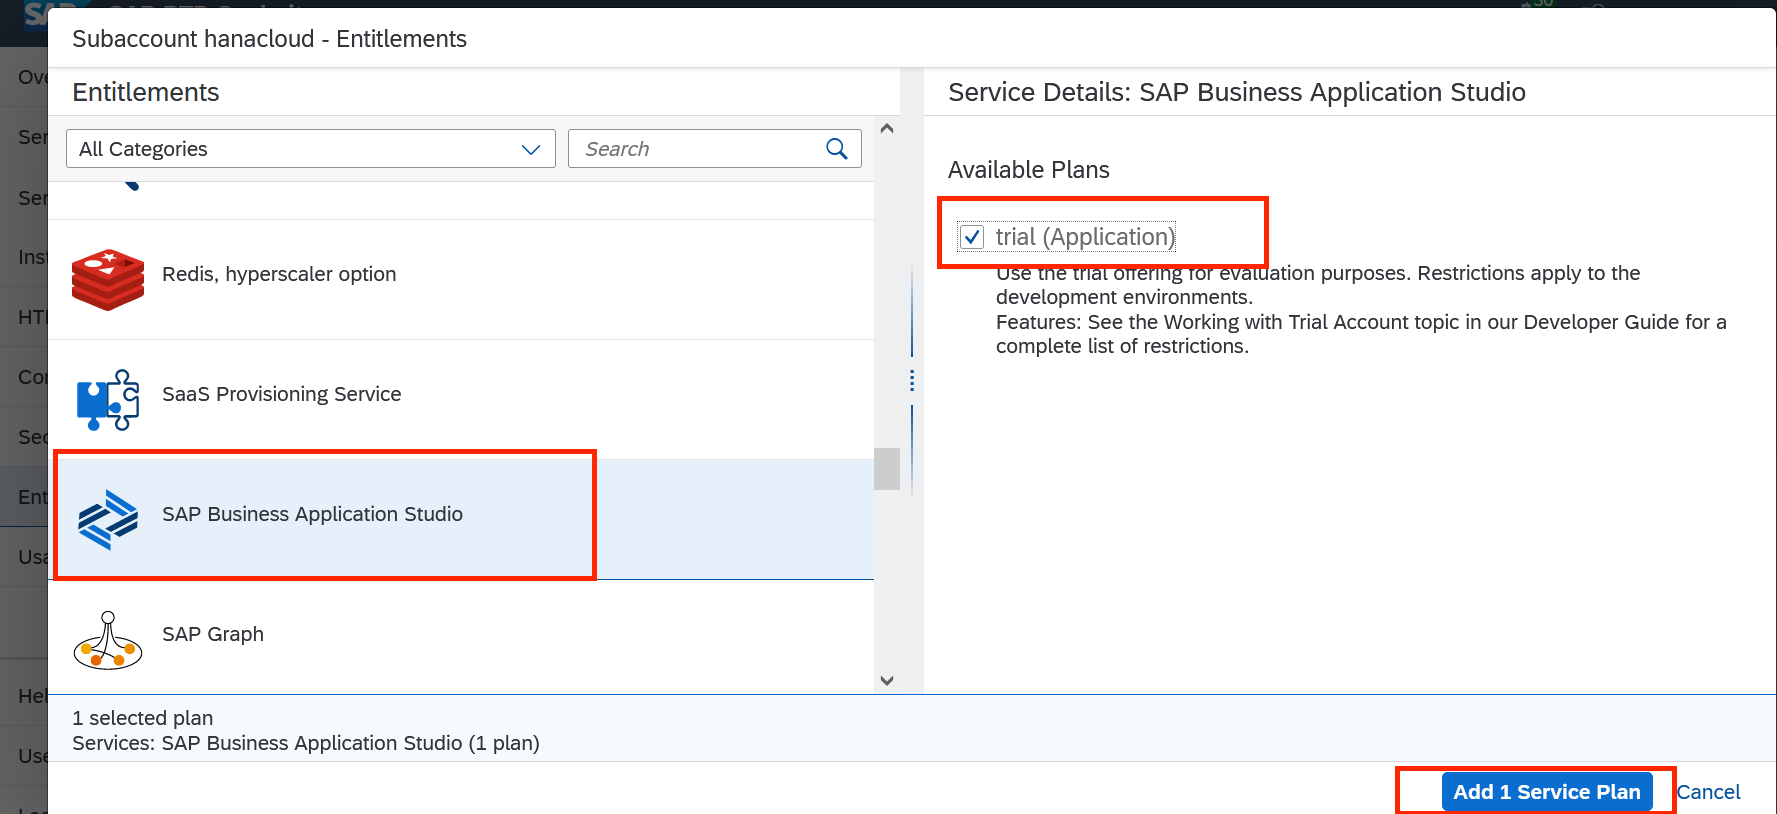 SAP
Subaccount hanacloud - Entitlements
Entitlements
All Categories
Search
Redis, hyperscaler option
SaaS Provisioning Service
SAP Business Application Studio
SAP Graph
Service Details: SAP Business Application Studio
Available Plans
trial (Application)
Use the trial offering for evaluation purposes. Restrictions apply to the
development environments.
Features: See the Working with Trial Account topic in our Developer Guide for a
complete list of restrictions.
1 selected plan
Services: SAP Business Application Studio (1 plan)
Add 1 Service Plan
Cancel